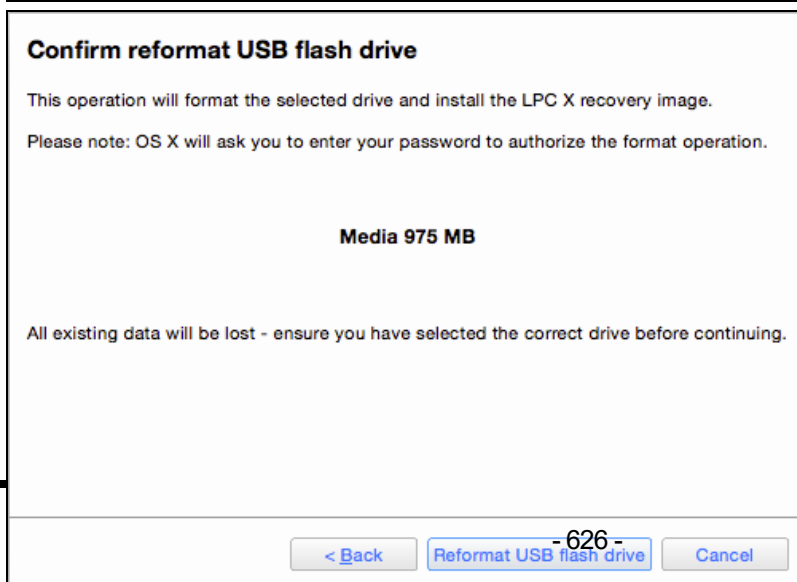 Confirm reformat USB flash drive
This operation will format the selected drive and install the LPC X recovery image.
Please note: OS X will ask you to enter your password to authorize the format operation.
Media 975 MB
All existing data will be lost - ensure you have selected the correct drive before continuing.
- 626 -
< Back Reformat USB flash drive Cancel